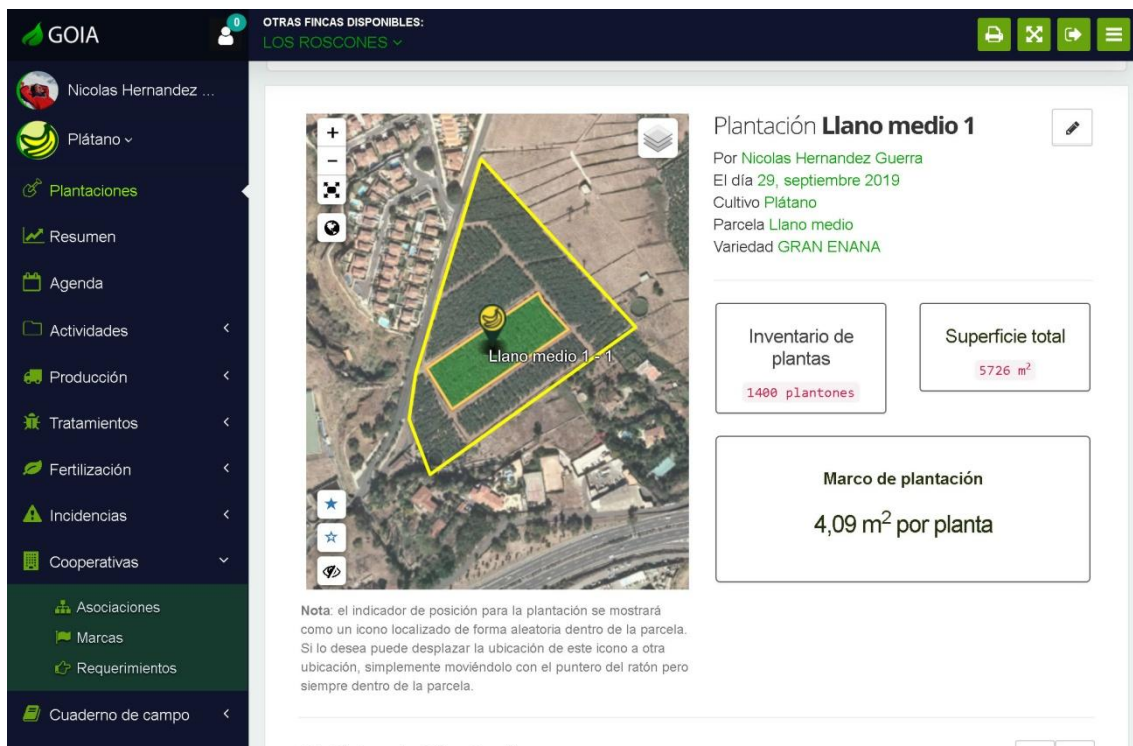 GOIA
0
OTRAS FINCAS DISPONIBLES:
LOS ROSCONES
Nicolas Hernandez ...
Plátano
Plantaciones
Resumen
Agenda
Actividades
Producción
Tratamientos
Fertilización
Incidencias
Cooperativas
Asociaciones
Marcas
Requerimientos
Cuaderno de campo
+
−
Llano medio 1 - 1
Nota: el indicador de posición para la plantación se mostrará
como un icono localizado de forma aleatoria dentro de la parcela.
Si lo desea puede desplazar la ubicación de este icono a otra
ubicación, simplemente moviéndolo con el puntero del ratón pero
siempre dentro de la parcela.
Plantación Llano medio 1
Por Nicolas Hernandez Guerra
El día 29, septiembre 2019
Cultivo Plátano
Parcela Llano medio
Variedad GRAN ENANA
Inventario de
plantas
1400 plantones
Superficie total
5726 m²
Marco de plantación
4,09 m² por planta